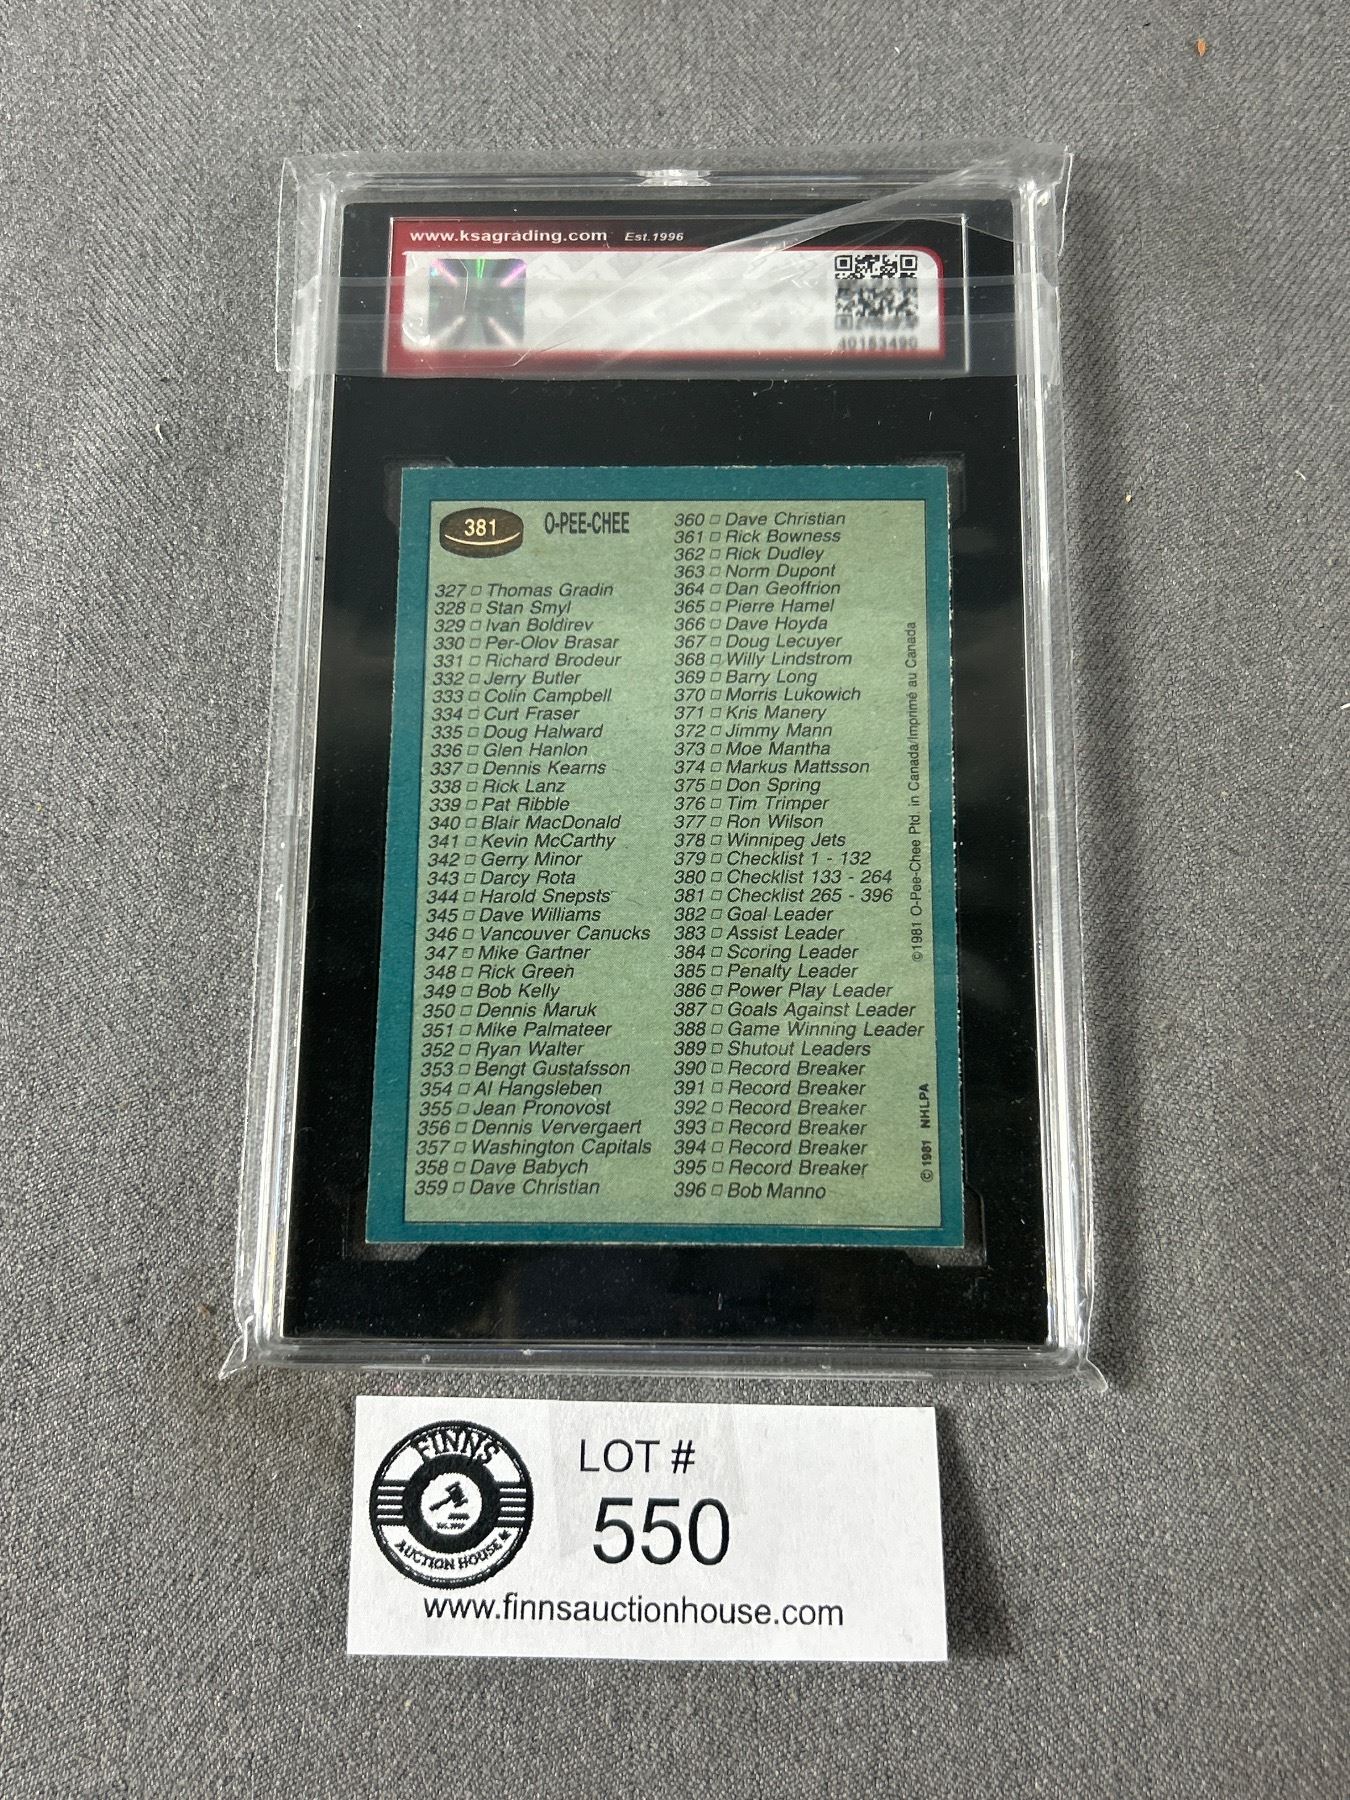 www.ksagrading.com Est.1996
40183490
381 O-PEE-CHEE
327 □ Thomas Gradin
328 □ Stan Smyl
329 □ Ivan Boldirev
330 □ Per-Olov Brasar
331 □ Richard Brodeur
332 □ Jerry Butler
333 □ Colin Campbell
334 □ Curt Fraser
335 □ Doug Halward
336 □ Glen Hanlon
337 □ Dennis Kearns
338 □ Rick Lanz
339 □ Pat Ribble
340 □ Blair MacDonald
341 □ Kevin McCarthy
342 □ Gerry Minor
343 □ Darcy Rota
344 □ Harold Snepsts
345 □ Dave Williams
346 □ Vancouver Canucks
347 □ Mike Gartner
348 □ Rick Green
349 □ Bob Kelly
350 □ Dennis Maruk
351 □ Mike Palmateer
352 □ Ryan Walter
353 □ Bengt Gustafsson
354 □ Al Hangsleben
355 □ Jean Pronovost
356 □ Dennis Ververgaert
357 □ Washington Capitals
358 □ Dave Babych
359 □ Dave Christian
360 □ Dave Christian
361 □ Rick Bowness
362 □ Rick Dudley
363 □ Norm Dupont
364 □ Dan Geoffrion
365 □ Pierre Hamel
366 □ Dave Hoyda
367 □ Doug Lecuyer
368 □ Willy Lindstrom
369 □ Barry Long
370 □ Morris Lukowich
371 □ Kris Manery
372 □ Jimmy Mann
373 □ Moe Mantha
374 □ Markus Mattsson
375 □ Don Spring
376 □ Tim Trimper
377 □ Ron Wilson
378 □ Winnipeg Jets
379 □ Checklist 1 - 132
380 □ Checklist 133 - 264
381 □ Checklist 265 - 396
382 □ Goal Leader
383 □ Assist Leader
384 □ Scoring Leader
385 □ Penalty Leader
386 □ Power Play Leader
387 □ Goals Against Leader
388 □ Game Winning Leader
389 □ Shutout Leaders
390 □ Record Breaker
391 □ Record Breaker
392 □ Record Breaker
393 □ Record Breaker
394 □ Record Breaker
395 □ Record Breaker
396 □ Bob Manno
©1981 O-Pee-Chee Ptd. in Canada/Imprimé au Canada
© 1981 NHLPA
FINNS
AUCTION HOUSE
LOT #
550
www.finnsauctionhouse.com